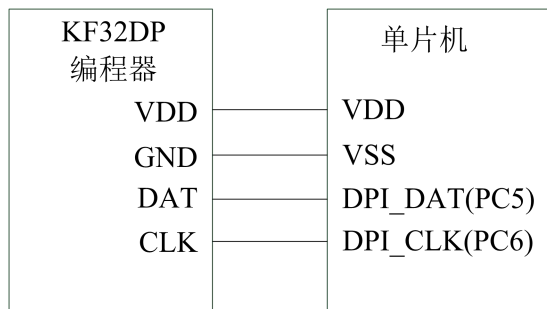 KF32DP
编程器
单片机
VDD
VDD
GND
VSS
DAT
DPI_DAT(PC5)
CLK
DPI_CLK(PC6)